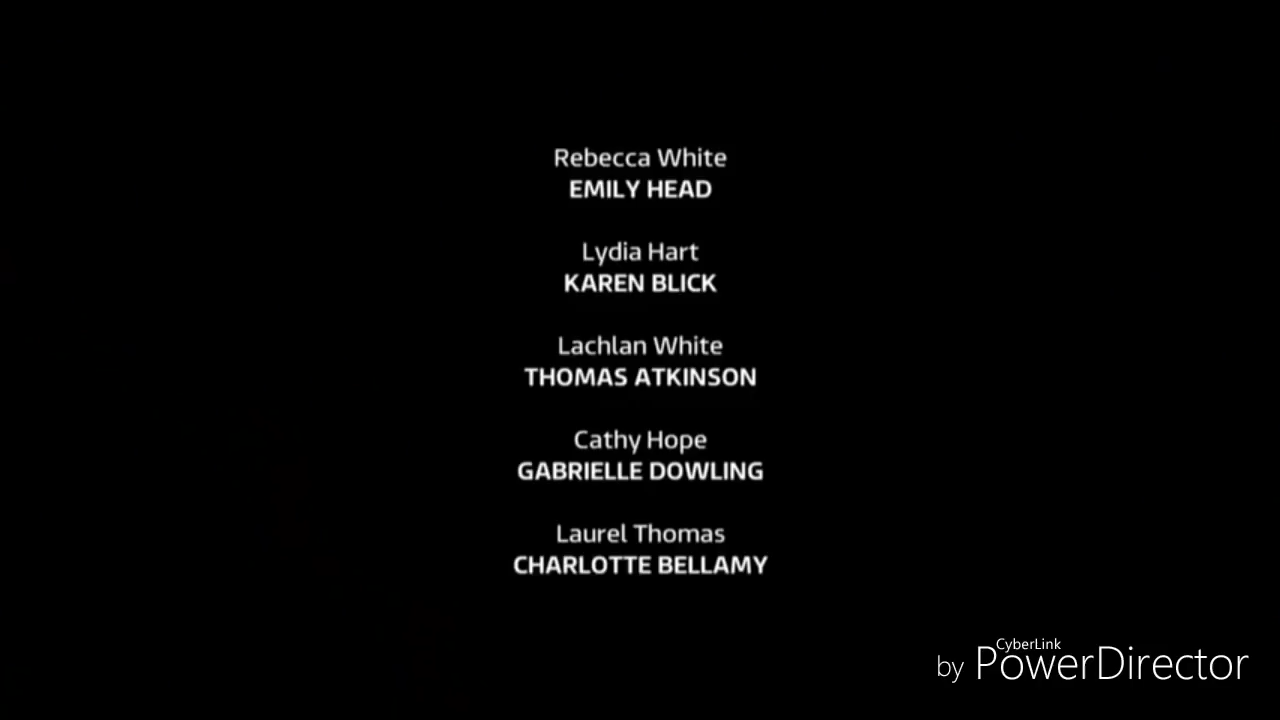 Rebecca White
EMILY HEAD
Lydia Hart
KAREN BLICK
Lachlan White
THOMAS ATKINSON
Cathy Hope
GABRIELLE DOWLING
Laurel Thomas
CHARLOTTE BELLAMY
CyberLink
by PowerDirector